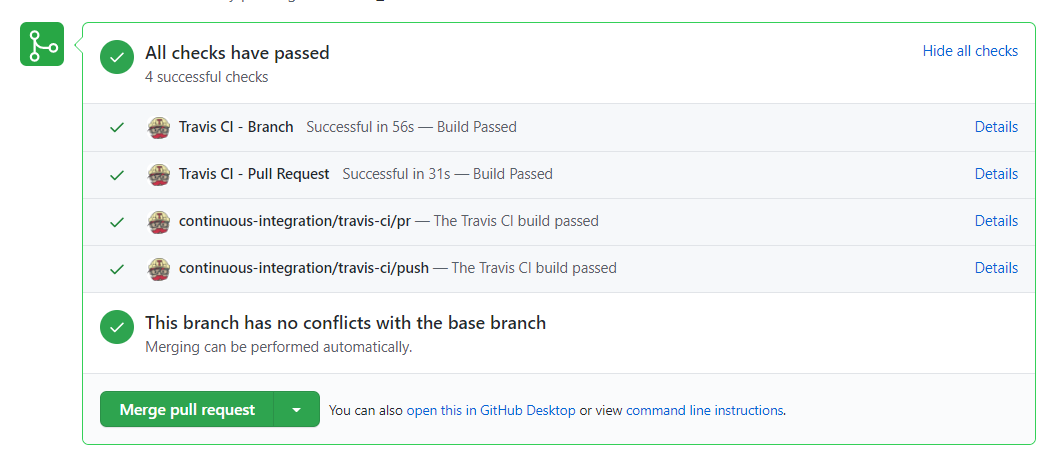 All checks have passed
Hide all checks
4 successful checks
Travis CI - Branch Successful in 56s — Build Passed
Details
Travis CI - Pull Request Successful in 31s — Build Passed
Details
continuous-integration/travis-ci/pr — The Travis CI build passed
Details
continuous-integration/travis-ci/push — The Travis CI build passed
Details
This branch has no conflicts with the base branch
Merging can be performed automatically.
Merge pull request
You can also open this in GitHub Desktop or view command line instructions.